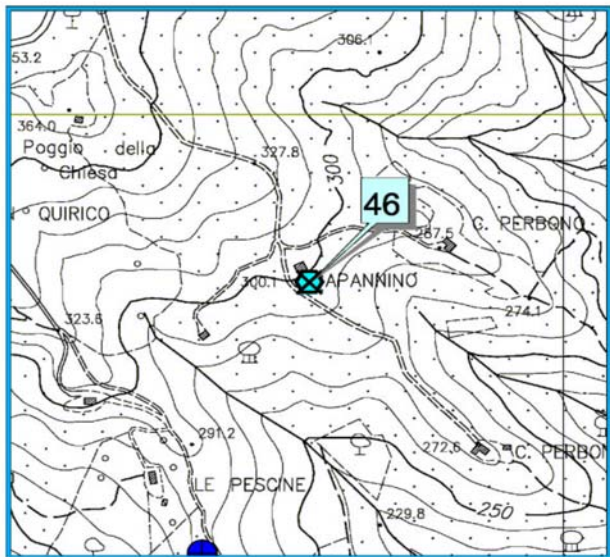 306.1
53.2
364.0
Poggio della
Chiesa
327.8
300
46
QUIRICO
C. PERBONO
287.5
300.1
APANNINO
323.6
274.1
291.2
272.6
C. PERBON
LE PESCINE
250
229.8